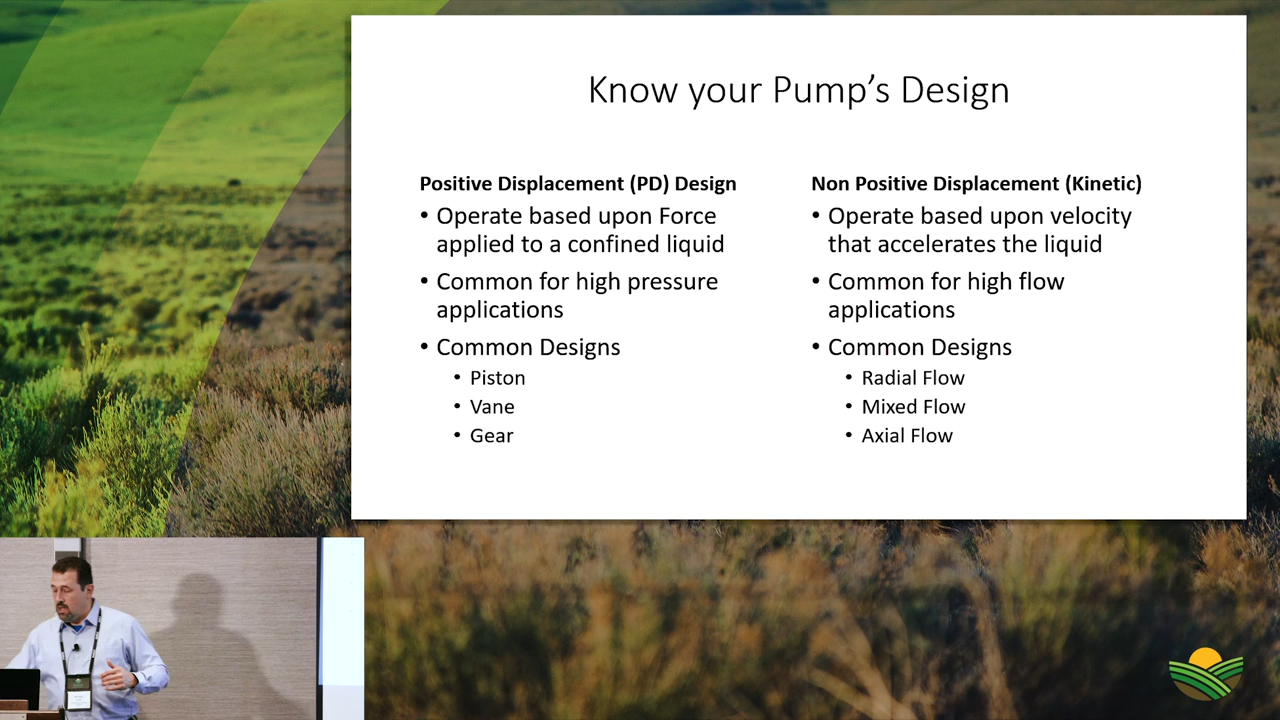 Know your Pump’s Design
Positive Displacement (PD) Design
• Operate based upon Force
applied to a confined liquid
• Common for high pressure
applications
• Common Designs
• Piston
• Vane
• Gear
Non Positive Displacement (Kinetic)
• Operate based upon velocity
that accelerates the liquid
• Common for high flow
applications
• Common Designs
• Radial Flow
• Mixed Flow
• Axial Flow